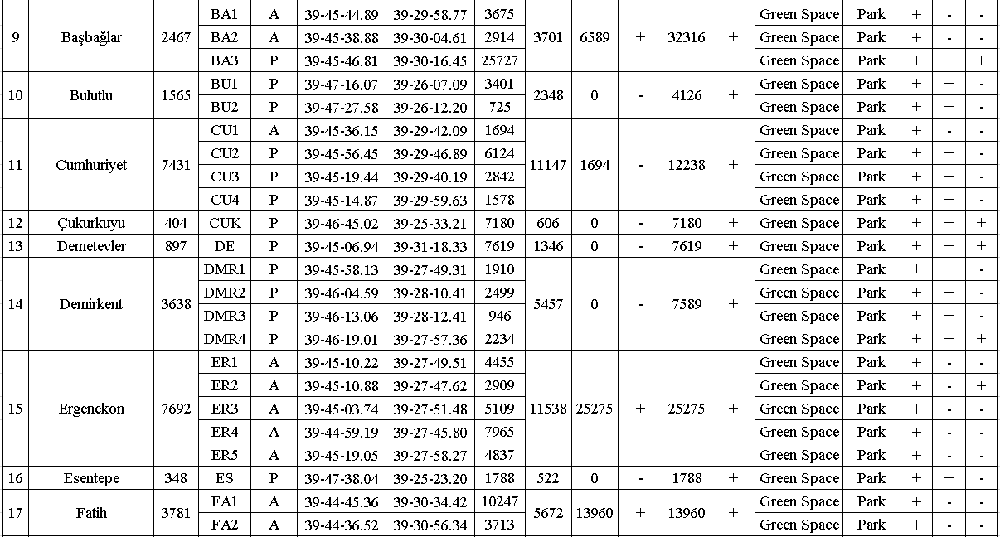 BA1 A 39-45-44.89 39-29-58.77 3675 Green Space Park + - -
9 Başbağlar 2467 BA2 A 39-45-38.88 39-30-04.61 2914 3701 6589 + 32316 + Green Space Park + - -
BA3 P 39-45-46.81 39-30-16.45 25727 Green Space Park + + +
10 Bulutlu 1565 BU1 P 39-47-16.07 39-26-07.09 3401 2348 0 - 4126 + Green Space Park + + -
BU2 P 39-47-27.58 39-26-12.20 725 Green Space Park + + -
CU1 A 39-45-36.15 39-29-42.09 1694 Green Space Park + - -
11 Cumhuriyet 7431 CU2 P 39-45-56.45 39-29-46.89 6124 11147 1694 - 12238 + Green Space Park + + -
CU3 P 39-45-19.44 39-29-40.19 2842 Green Space Park + + -
CU4 P 39-45-14.87 39-29-59.63 1578 Green Space Park + + -
12 Çukurkuyu 404 CUK P 39-46-45.02 39-25-33.21 7180 606 0 - 7180 + Green Space Park + + +
13 Demetevler 897 DE P 39-45-06.94 39-31-18.33 7619 1346 0 - 7619 + Green Space Park + + +
DMR1 P 39-45-58.13 39-27-49.31 1910 Green Space Park + + -
14 Demirkent 3638 DMR2 P 39-46-04.59 39-28-10.41 2499 5457 0 - 7589 + Green Space Park + + -
DMR3 P 39-46-13.06 39-28-12.41 946 Green Space Park + + -
DMR4 P 39-46-19.01 39-27-57.36 2234 Green Space Park + + +
ER1 A 39-45-10.22 39-27-49.51 4455 Green Space Park + - -
ER2 A 39-45-10.88 39-27-47.62 2909 Green Space Park + - +
15 Ergenekon 7692 ER3 A 39-45-03.74 39-27-51.48 5109 11538 25275 + 25275 + Green Space Park + - -
ER4 A 39-44-59.19 39-27-45.80 7965 Green Space Park + - -
ER5 A 39-45-19.05 39-27-58.27 4837 Green Space Park + - -
16 Esentepe 348 ES P 39-47-38.04 39-25-23.20 1788 522 0 - 1788 + Green Space Park + + -
17 Fatih 3781 FA1 A 39-44-45.36 39-30-34.42 10247 5672 13960 + 13960 + Green Space Park + - -
FA2 A 39-44-36.52 39-30-56.34 3713 Green Space Park + - -